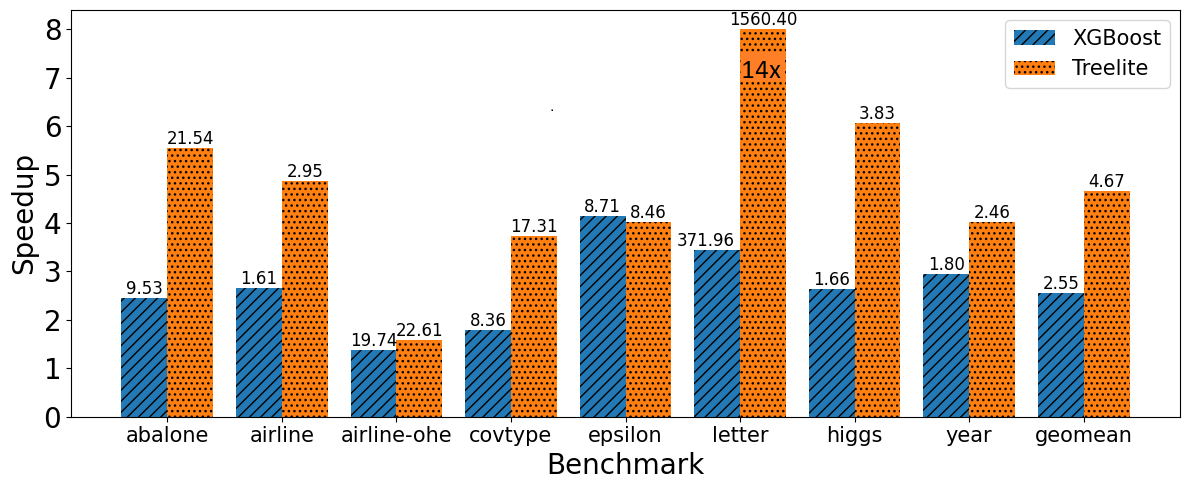 8
7
6
5
4
3
2
1
0
Speedup
9.53
21.54
1.61
2.95
19.74
22.61
8.36
17.31
8.71
8.46
371.96
1560.40
14x
1.66
3.83
1.80
2.46
2.55
4.67
XGBoost
Treelite
abalone
airline
airline-ohe
covtype
epsilon
letter
higgs
year
geomean
Benchmark